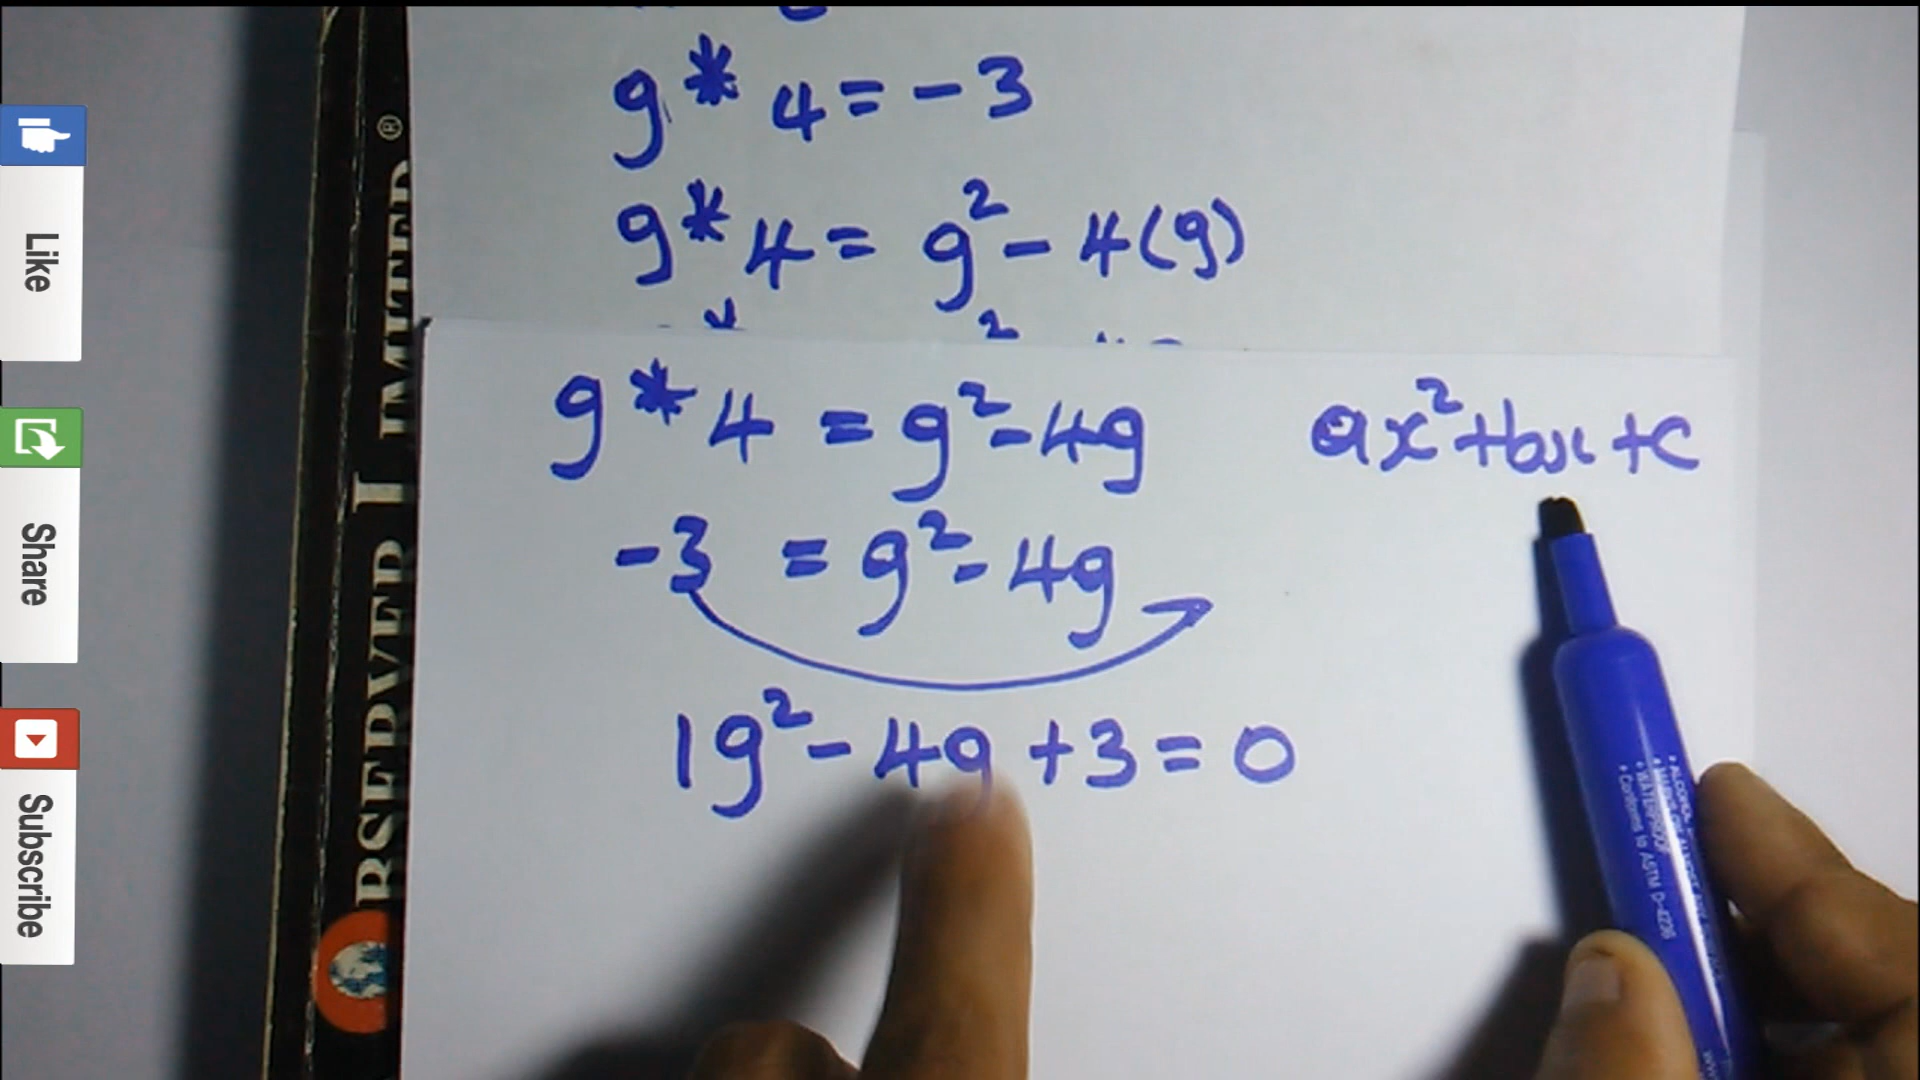 g * 4 = -3
g * 4 = g² - 4(g)
g * 4 = g² - 4g
ax² + bx + c
-3 = g² - 4g
1g² - 4g + 3 = 0
Like
Share
Subscribe
BSERVER LIMITED®